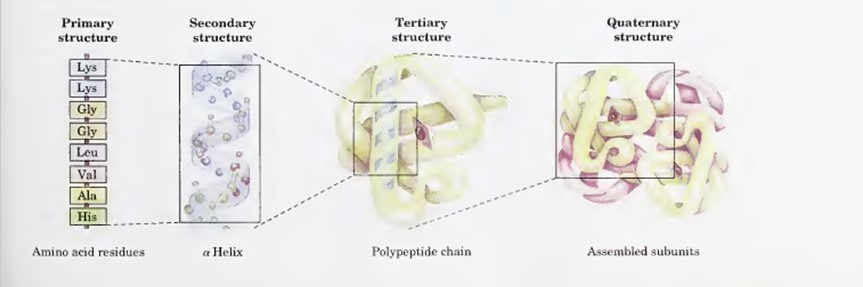 Primary
structure
Secondary
structure
Tertiary
structure
Quaternary
structure
Lys
Lys
Gly
Gly
Leu
Val
Ala
His
Amino acid residues
α Helix
Polypeptide chain
Assembled subunits